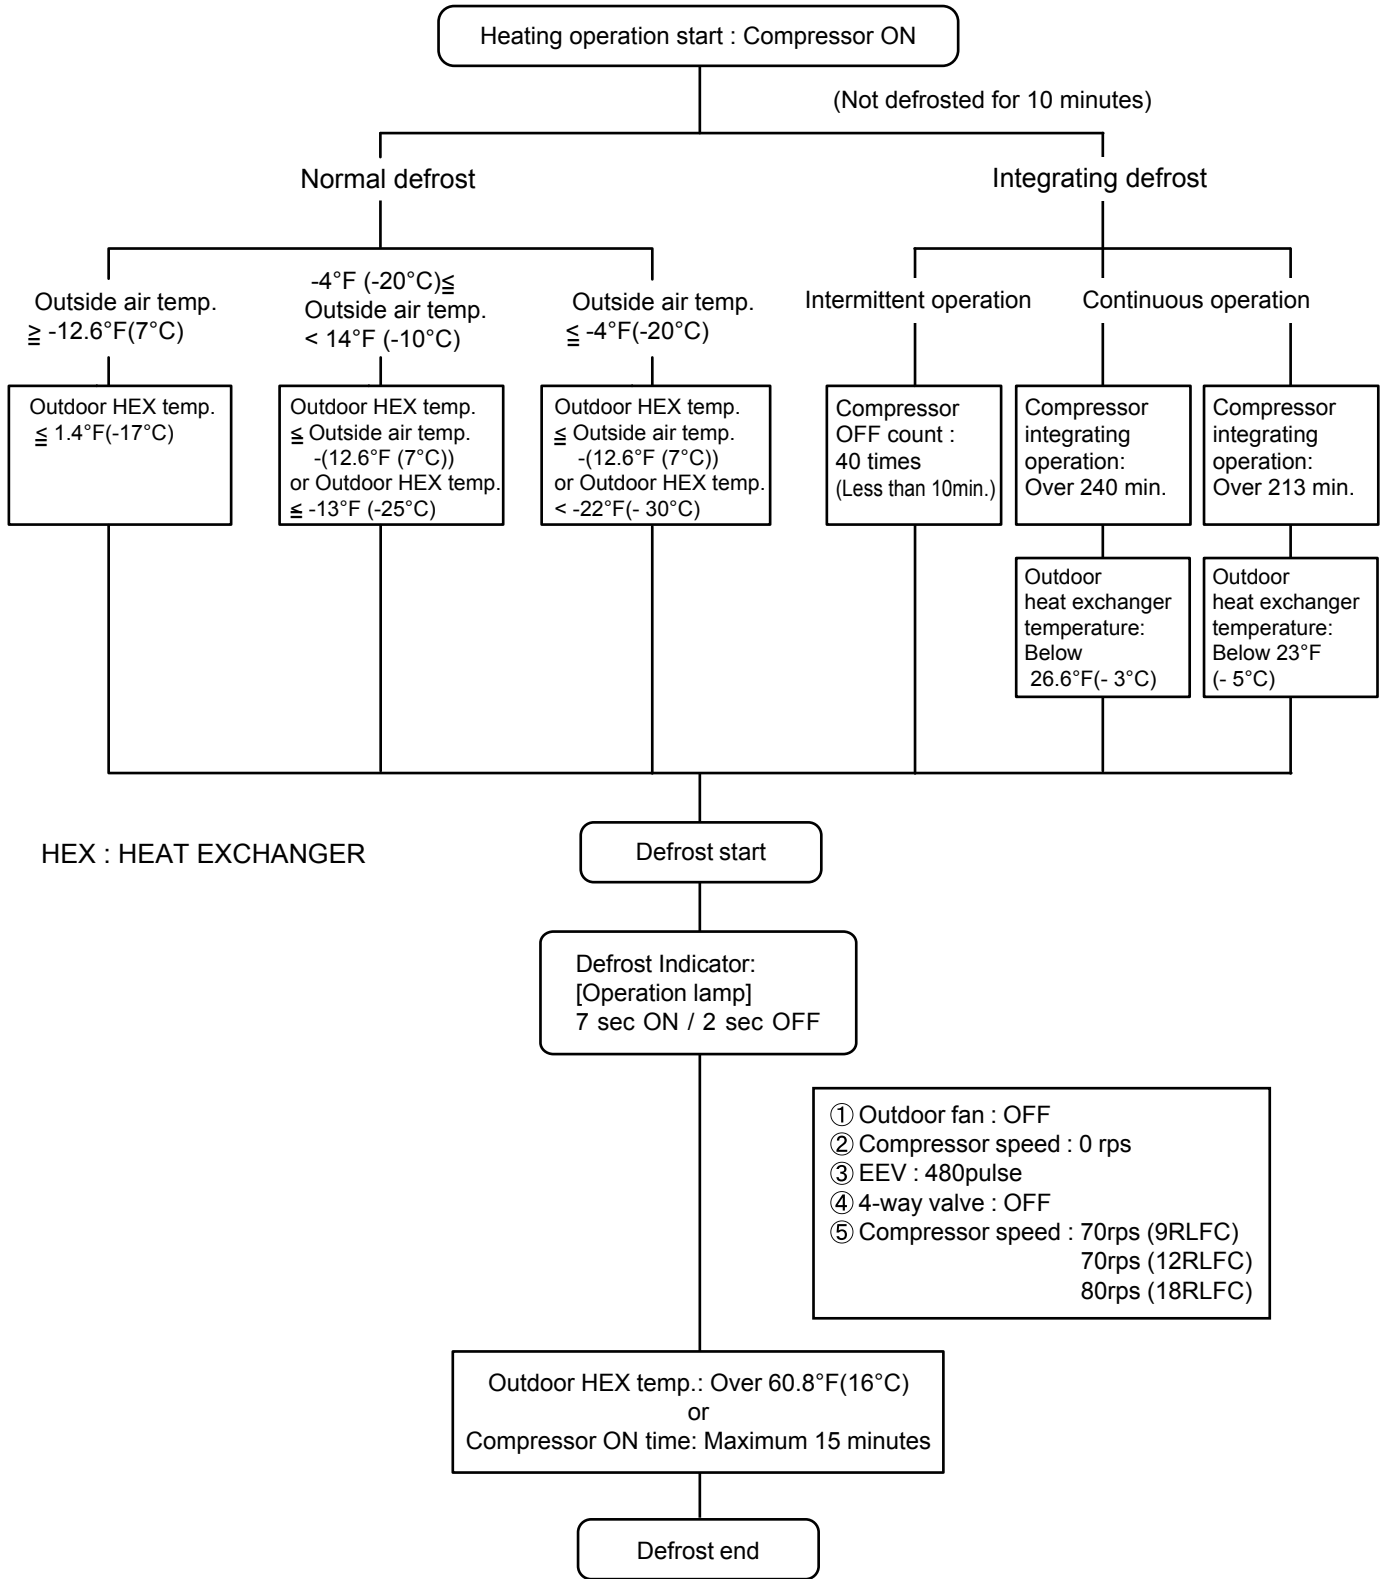 Heating operation start : Compressor ON
(Not defrosted for 10 minutes)
Normal defrost
Integrating defrost
Outside air temp.
≧ -12.6°F(7°C)
-4°F (-20°C)≦
Outside air temp.
< 14°F (-10°C)
Outside air temp.
≦ -4°F(-20°C)
Intermittent operation
Continuous operation
Outdoor HEX temp.
≦ 1.4°F(-17°C)
Outdoor HEX temp.
≦ Outside air temp.
-(12.6°F (7°C))
or Outdoor HEX temp.
≦ -13°F (-25°C)
Outdoor HEX temp.
≦ Outside air temp.
-(12.6°F (7°C))
or Outdoor HEX temp.
< -22°F(- 30°C)
Compressor
OFF count :
40 times
(Less than 10min.)
Compressor
integrating
operation:
Over 240 min.
Compressor
integrating
operation:
Over 213 min.
Outdoor
heat exchanger
temperature:
Below
26.6°F(- 3°C)
Outdoor
heat exchanger
temperature:
Below 23°F
(- 5°C)
HEX : HEAT EXCHANGER
Defrost start
Defrost Indicator:
[Operation lamp]
7 sec ON / 2 sec OFF
① Outdoor fan : OFF
② Compressor speed : 0 rps
③ EEV : 480pulse
④ 4-way valve : OFF
⑤ Compressor speed : 70rps (9RLFC)
70rps (12RLFC)
80rps (18RLFC)
Outdoor HEX temp.: Over 60.8°F(16°C)
or
Compressor ON time: Maximum 15 minutes
Defrost end